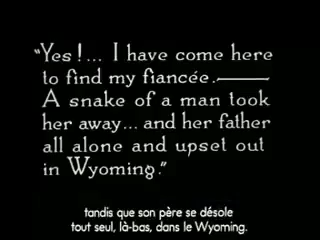 "Yes!... I have come here
to find my fiancée.——
A snake of a man took
her away... and her father
all alone and upset out
in Wyoming."
tandis que son père se désole
tout seul, là-bas, dans le Wyoming.